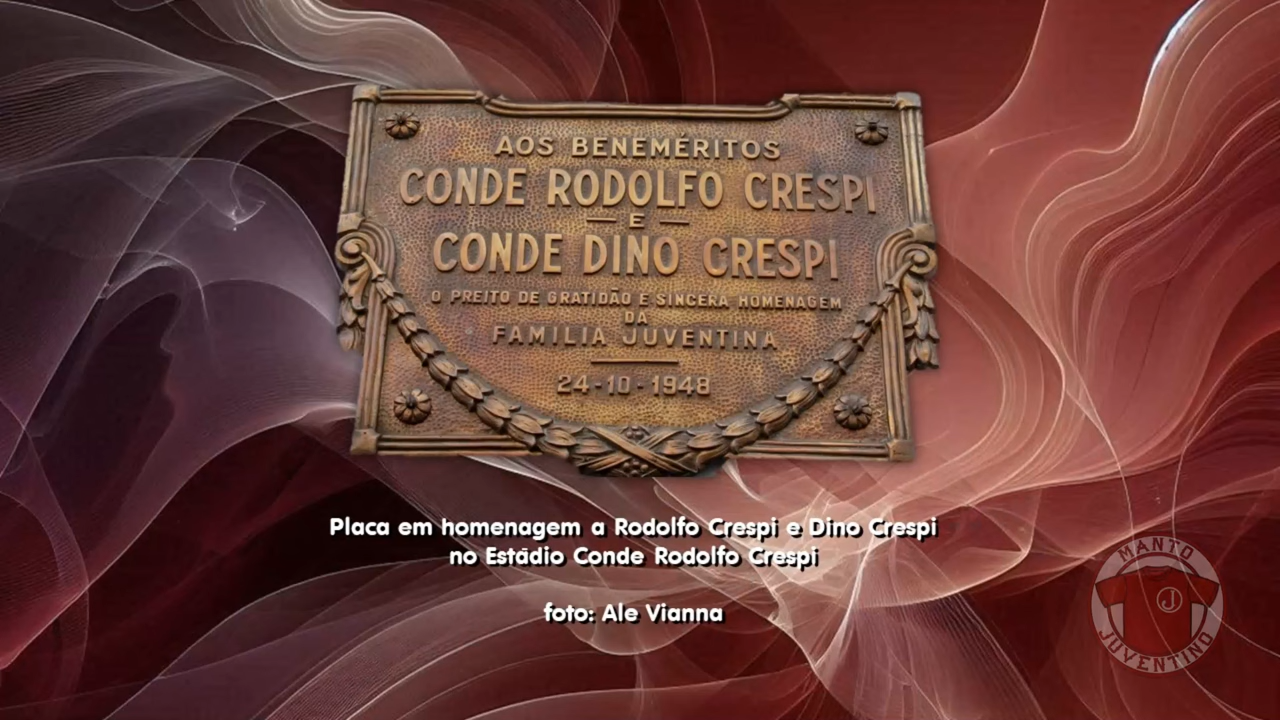 AOS BENEMÉRITOS
CONDE RODOLFO CRESPI
E
CONDE DINO CRESPI
O PREITO DE GRATIDÃO E SINCERA HOMENAGEM
DA
FAMILIA JUVENTINA
24-10-1948
Placa em homenagem a Rodolfo Crespi e Dino Crespi
no Estádio Conde Rodolfo Crespi
foto: Ale Vianna
MANTO
J
JUVENTINO